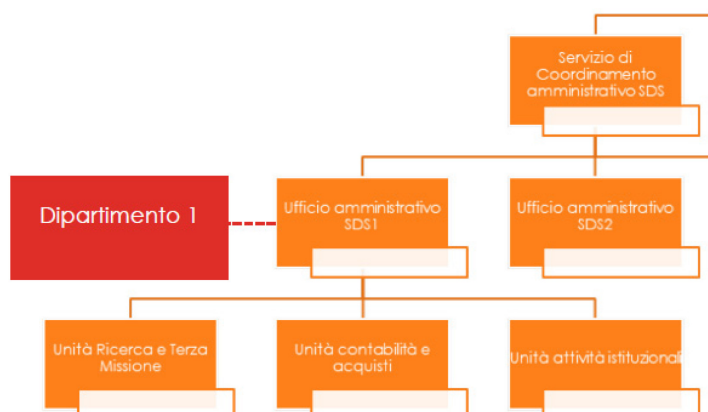 Servizio di
Coordinamento
amministrativo SDS
Dipartimento 1
Ufficio amministrativo
SDS1
Ufficio amministrativo
SDS2
Unità Ricerca e Terza
Missione
Unità contabilità e
acquisti
Unità attività istituzionali